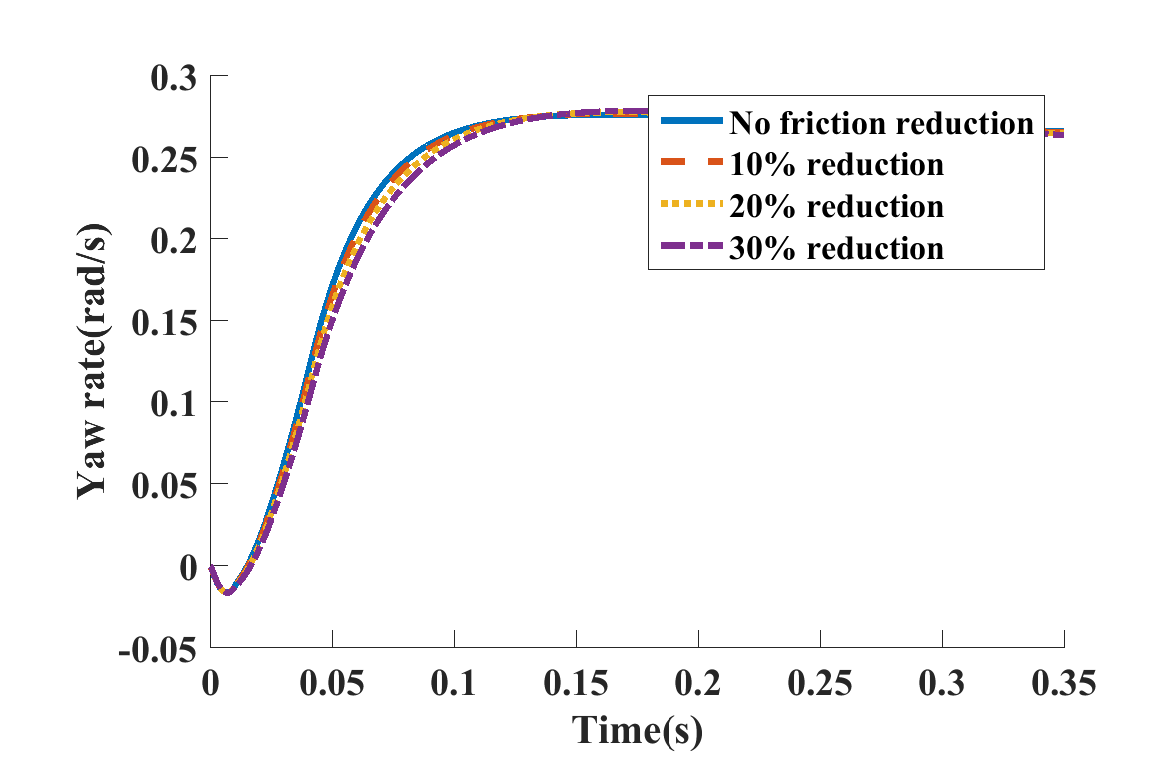 0.3
0.25
0.2
0.15
0.1
0.05
0
-0.05
Yaw rate(rad/s)
No friction reduction
10% reduction
20% reduction
30% reduction
0 0.05 0.1 0.15 0.2 0.25 0.3 0.35
Time(s)